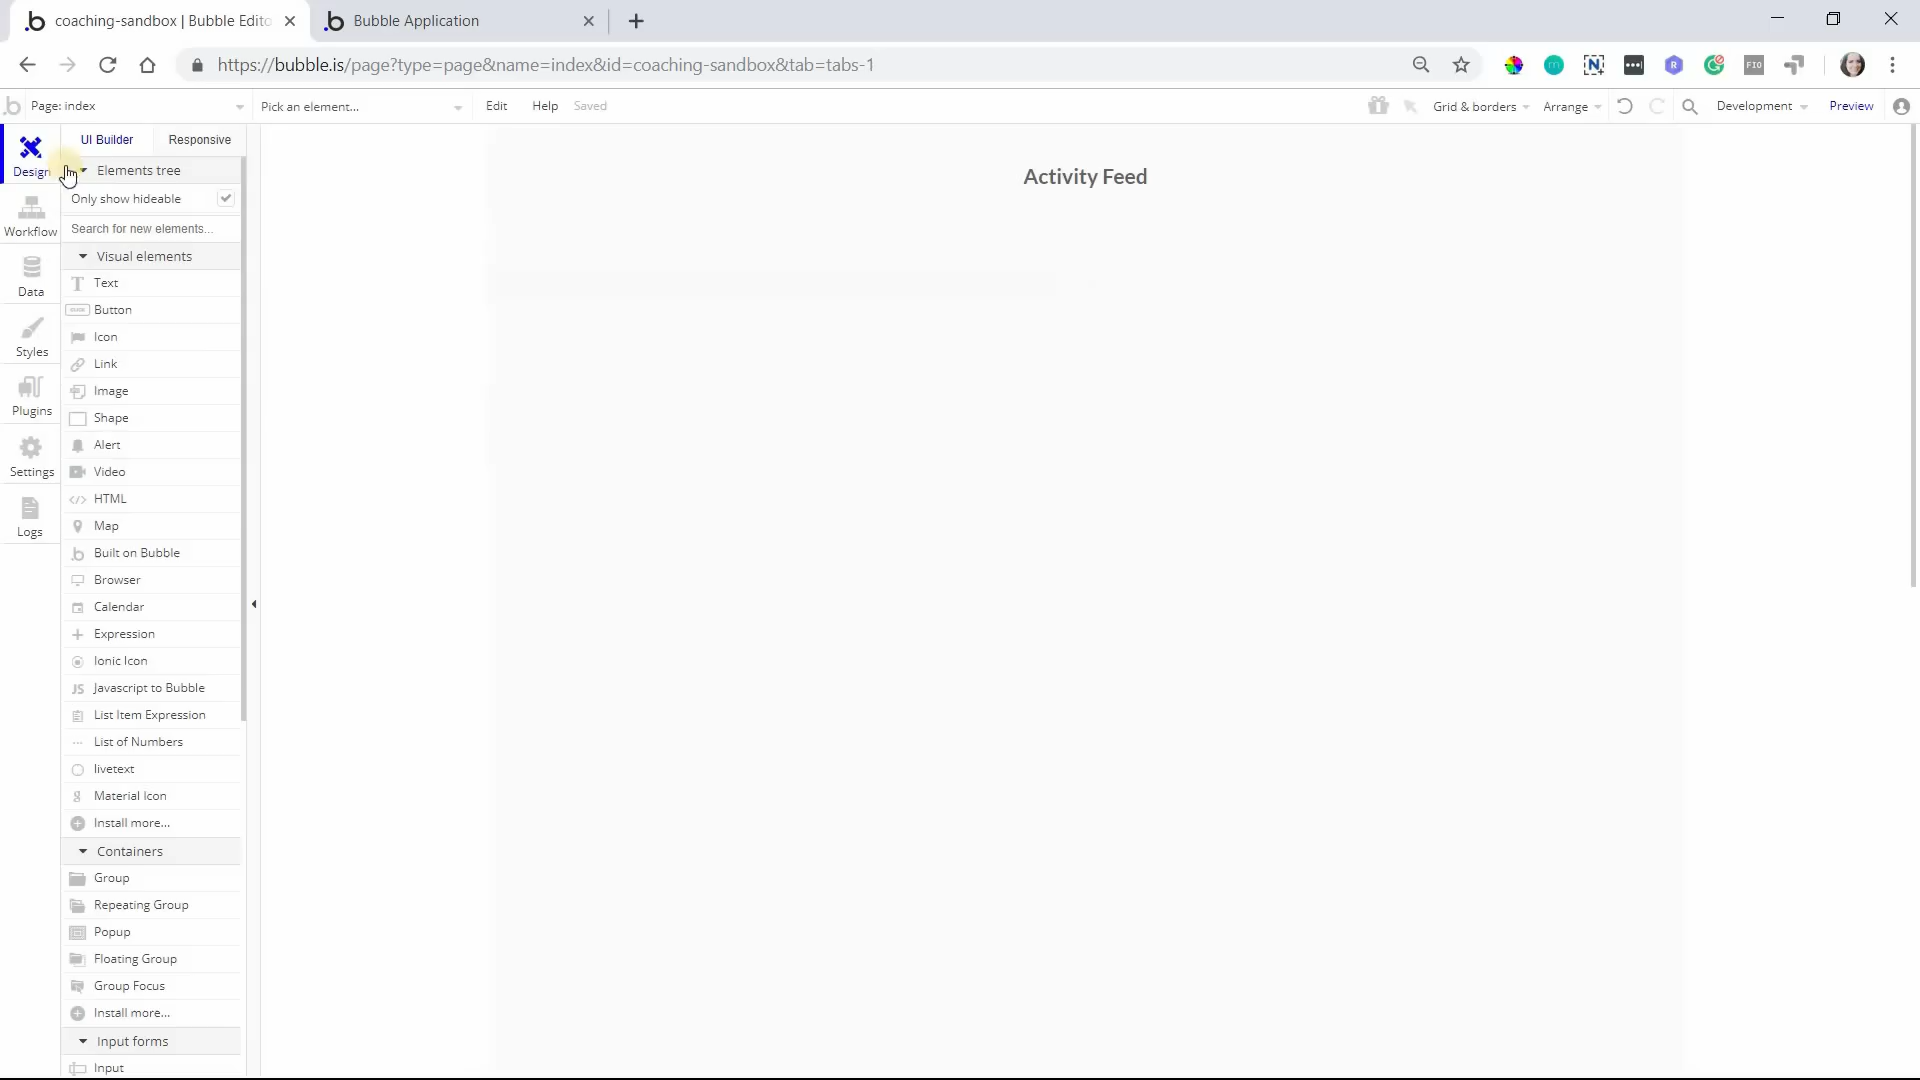 coaching-sandbox | Bubble Edito
Bubble Application
https://bubble.is/page?type=page&name=index&id=coaching-sandbox&tab=tabs-1
Page: index
Pick an element...
Edit
Help
Saved
Grid & borders
Arrange
Development
Preview
Design
Workflow
Data
Styles
Plugins
Settings
Logs
UI Builder
Responsive
Elements tree
Only show hideable
Search for new elements...
Visual elements
Text
Button
Icon
Link
Image
Shape
Alert
Video
HTML
Map
Built on Bubble
Browser
Calendar
Expression
Ionic Icon
JS Javascript to Bubble
List Item Expression
List of Numbers
livetext
Material Icon
Install more...
Containers
Group
Repeating Group
Popup
Floating Group
Group Focus
Install more...
Input forms
Input
Activity Feed